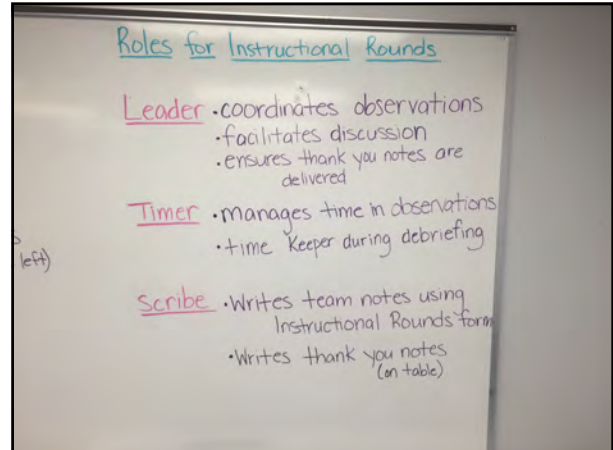 Roles for Instructional Rounds
Leader • coordinates observations
• facilitates discussion
• ensures thank you notes are
delivered
Timer • manages time in observations
• time keeper during debriefing
left)
scribe • Writes team notes using
Instructional Rounds form
• Writes thank you notes
(on table)